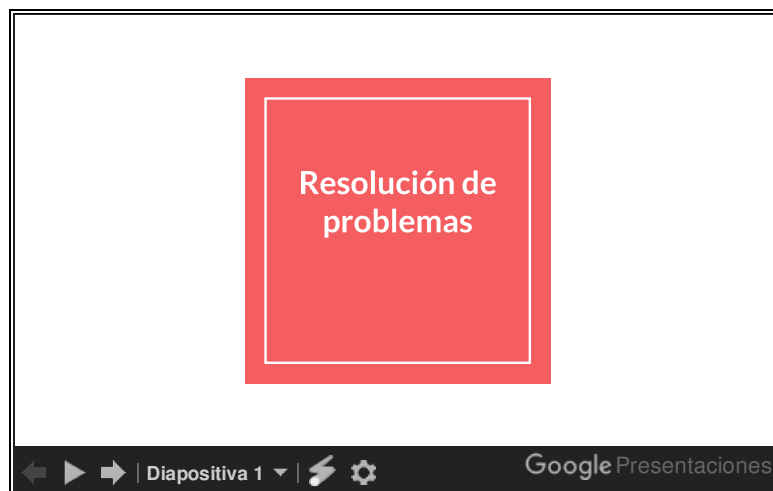 Resolución de
problemas
Diapositiva 1
Google Presentaciones